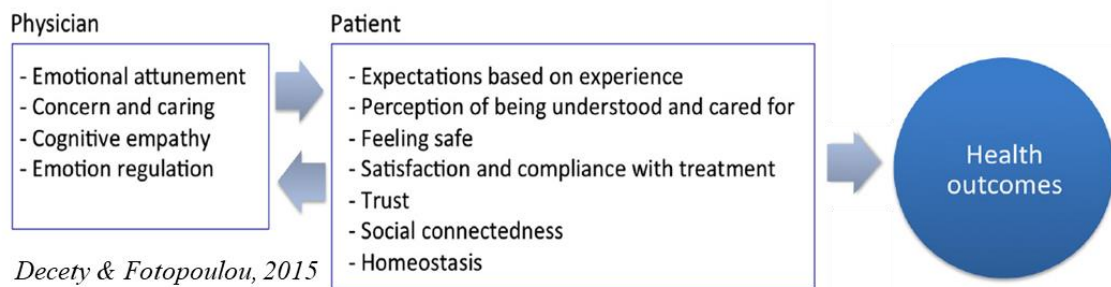 Physician
- Emotional attunement
- Concern and caring
- Cognitive empathy
- Emotion regulation
Patient
- Expectations based on experience
- Perception of being understood and cared for
- Feeling safe
- Satisfaction and compliance with treatment
- Trust
- Social connectedness
- Homeostasis
Health
outcomes
Decety & Fotopoulou, 2015